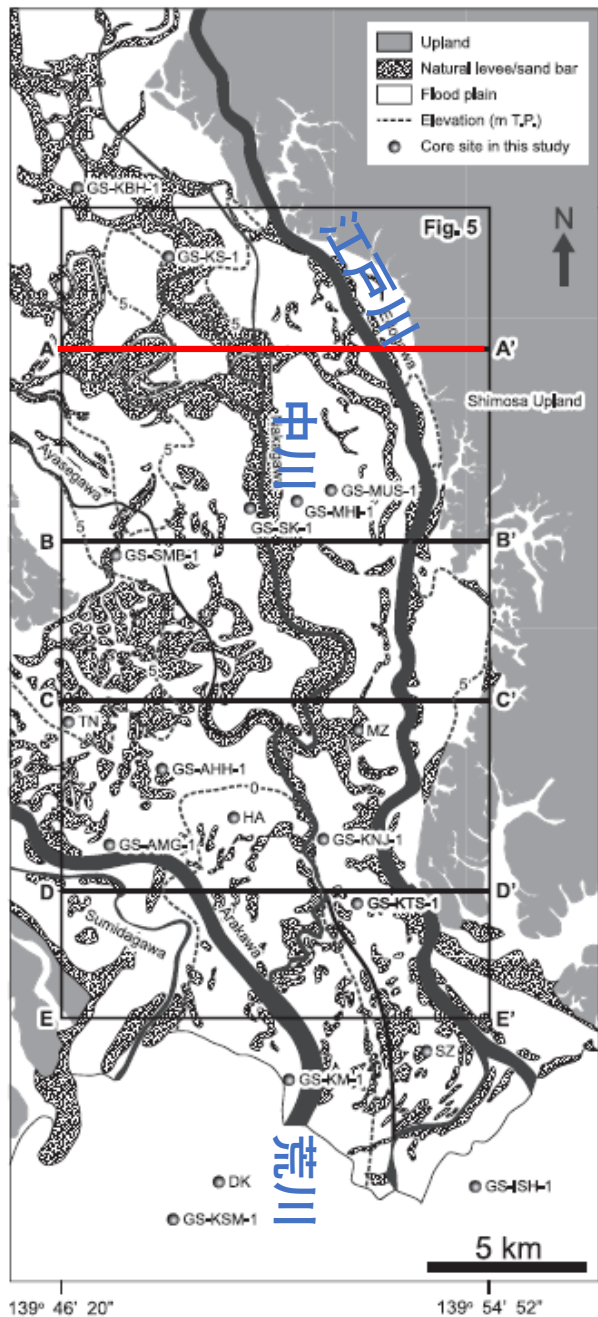 Upland
Natural levee/sand bar
Flood plain
Elevation (m T.P.)
Core site in this study
GS-KBH-1
Fig. 5
N
江戸川
GS-KS-1
5
5
A'
A'
Shimosa Upland
中川
Ayasegawa
5
GS-MUS-1
GS-MHI-1
GS-SK-1
B
B'
GS-SMB-1
5
5
C
C'
TN
MZ
GS-AHH-1
0
HA
GS-KNJ-1
GS-AMG-1
D
D'
GS-KTS-1
Sumidagawa
Arakawa
E
E'
SZ
GS-KM-1
荒川
DK
GS-ISH-1
GS-KSM-1
5 km
139° 46' 20"
139° 54' 52"